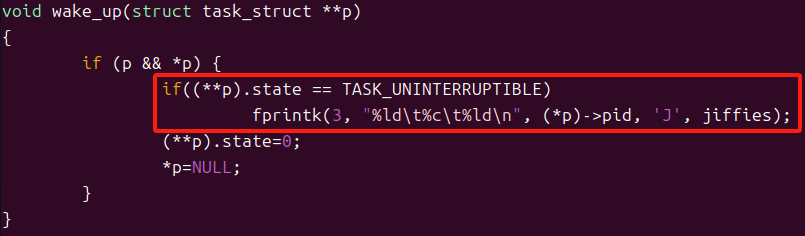 void wake_up(struct task_struct **p)
{
        if (p && *p) {
                if((**p).state == TASK_UNINTERRUPTIBLE)
                        fprintk(3, "%ld\t%c\t%ld\n", (*p)->pid, 'J', jiffies);
                (**p).state=0;
                *p=NULL;
        }
}